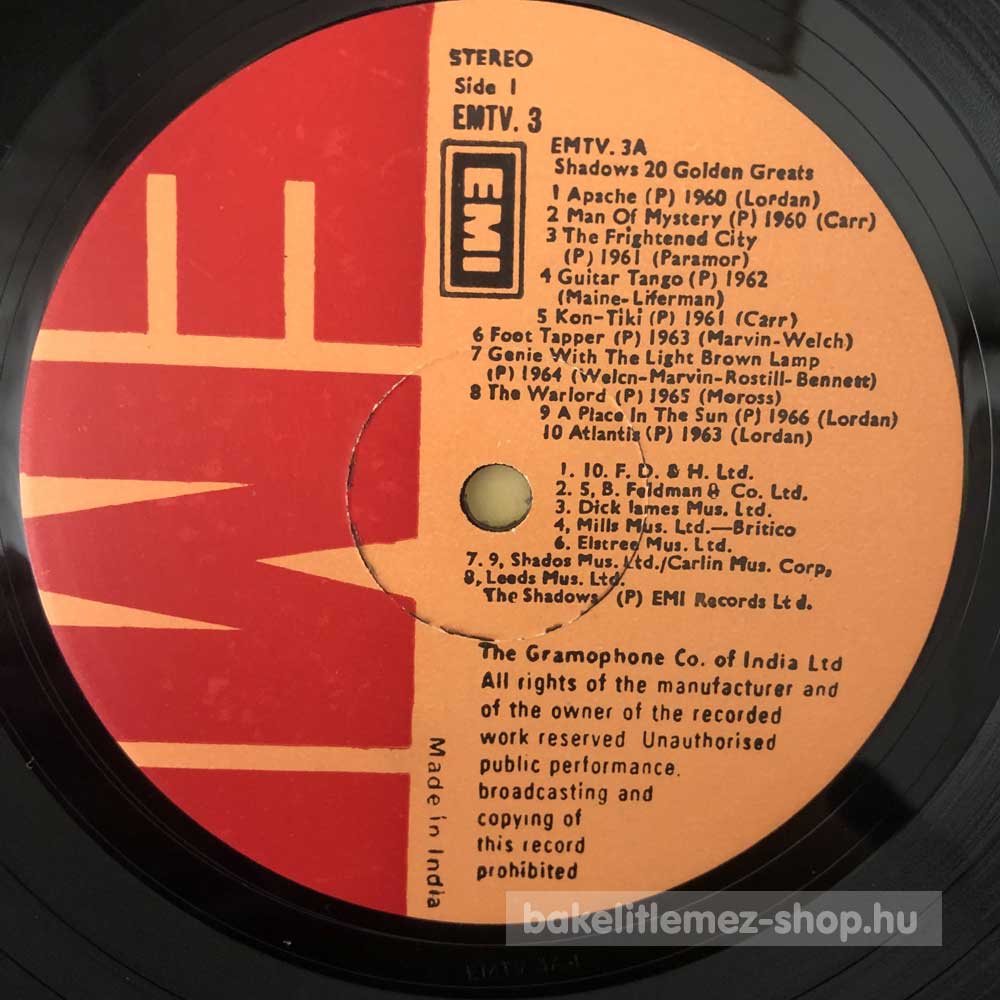 STEREO
Side 1
EMTV. 3
EMI
EMTV. 3A
Shadows 20 Golden Greats
1 Apache (P) 1960 (Lordan)
2 Man Of Mystery (P) 1960 (Carr)
3 The Frightened City
(P) 1961 (Paramor)
4 Guitar Tango (P) 1962
(Maine-Liferman)
5 Kon-Tiki (P) 1961 (Carr)
6 Foot Tapper (P) 1963 (Marvin-Welch)
7 Genie With The Light Brown Lamp
(P) 1964 (Welcn-Marvin-Rostill-Bennett)
8 The Warlord (P) 1965 (Moross)
9 A Place In The Sun (P) 1966 (Lordan)
10 Atlantis (P) 1963 (Lordan)
1. 10. F. D. & H. Ltd.
2. 5, B. Feldman & Co. Ltd.
3. Dick James Mus. Ltd.
4, Mills Mus. Ltd.—Britico
6. Elstree Mus. Ltd.
7. 9, Shados Mus. Ltd./Carlin Mus. Corp,
8, Leeds Mus. Ltd.
The Shadows (P) EMI Records Ltd.
The Gramophone Co. of India Ltd
All rights of the manufacturer and
of the owner of the recorded
work reserved Unauthorised
public performance.
broadcasting and
copying of
this record
prohibited
Made in India
EMI
bakelitlemez-shop.hu